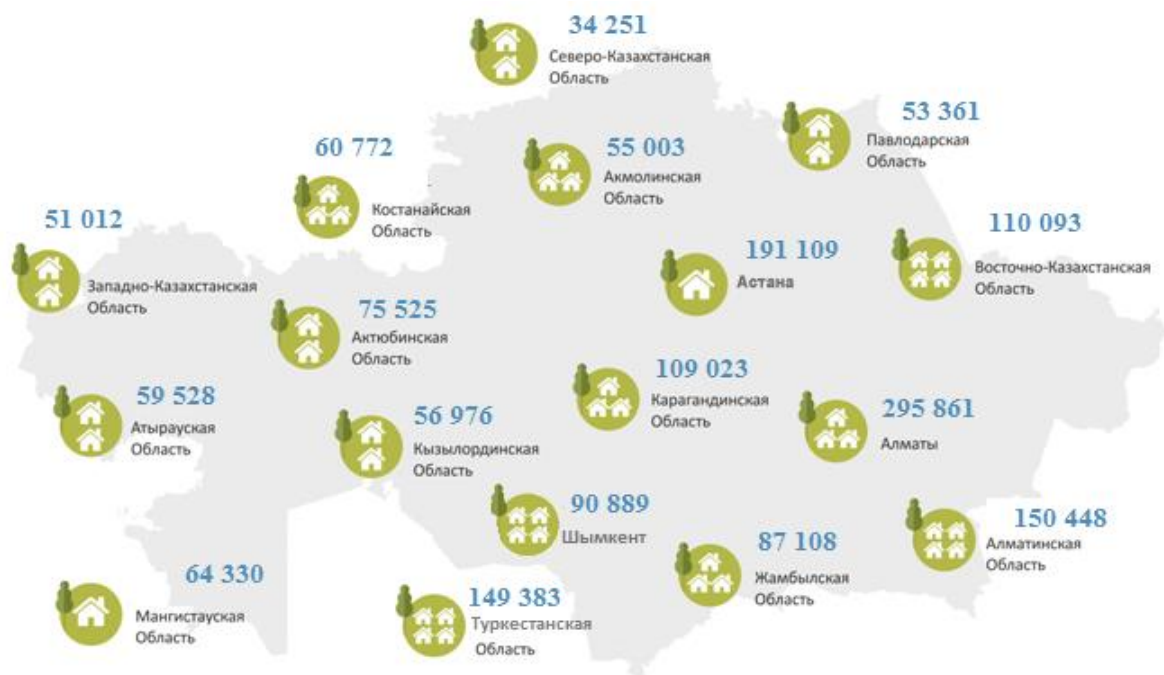 34 251
Северо-Казахстанская
Область
53 361
Павлодарская
Область
60 772
Костанайская
Область
55 003
Акмолинская
Область
51 012
Западно-Казахстанская
Область
191 109
Астана
110 093
Восточно-Казахстанская
Область
75 525
Актюбинская
Область
59 528
Атырауская
Область
56 976
Кызылординская
Область
109 023
Карагандинская
Область
295 861
Алматы
90 889
Шымкент
87 108
Жамбылская
Область
150 448
Алматинская
Область
64 330
Мангистауская
Область
149 383
Туркестанская
Область